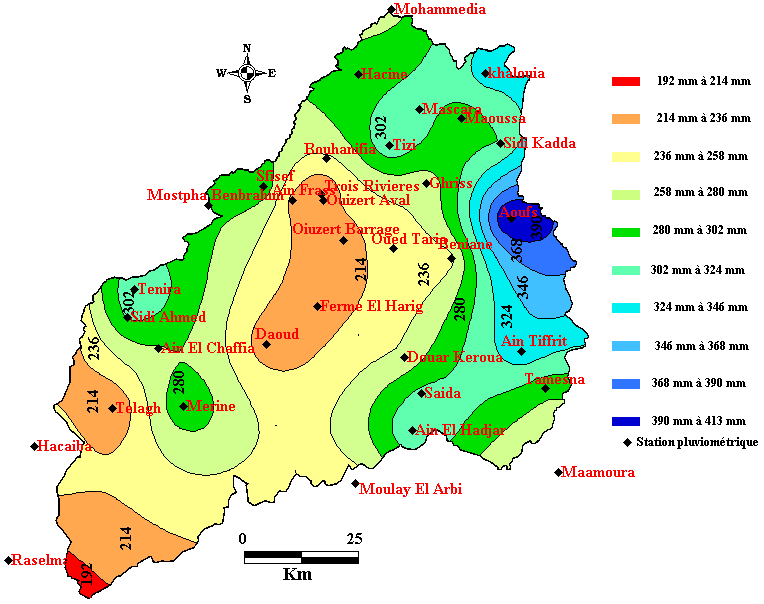 Mohammedia
N
W E
S
Hacine
khalouia
192 mm à 214 mm
Mascara
214 mm à 236 mm
Maoussa
302
Tizi
Sidi Kadda
Bouhanifia
236 mm à 258 mm
Sfisef
Ghriss
Ain Frass
Trois Rivieres
258 mm à 280 mm
Mostpha Benbrahim
Ouizert Aval
Aoufs
390
280 mm à 302 mm
Oiuzert Barrage
Oued Taria
Beniane
368
214
236
302 mm à 324 mm
Tenira
302
346
280
324 mm à 346 mm
Ferme El Harig
324
Sidi Ahmed
Daoud
Ain Tiffrit
236
Ain El Chaffia
346 mm à 368 mm
Douar Keroua
280
Tamesna
368 mm à 390 mm
Saida
214
Telagh
Merine
390 mm à 413 mm
Ain El Hadjar
Station pluviométrique
Hacaiba
Maamoura
Moulay El Arbi
214
0 25
Km
Raselma
192